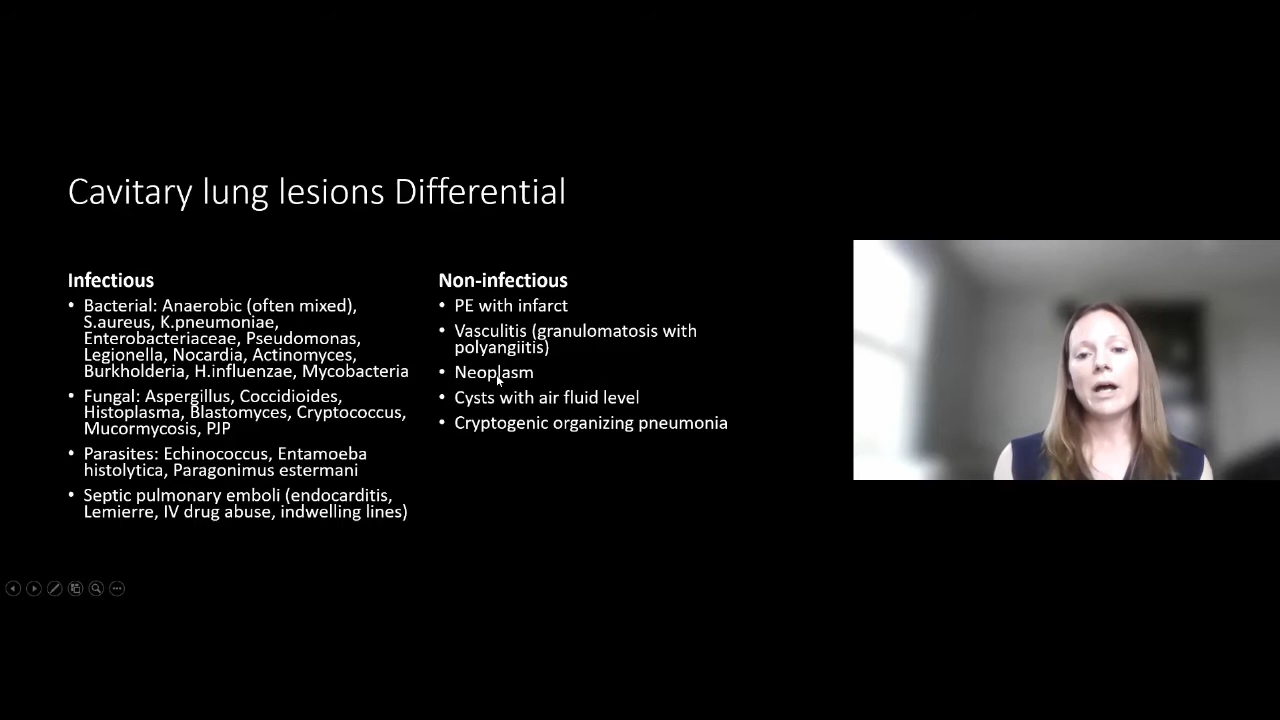 Cavitary lung lesions Differential
Infectious
• Bacterial: Anaerobic (often mixed),
S.aureus, K.pneumoniae,
Enterobacteriaceae, Pseudomonas,
Legionella, Nocardia, Actinomyces,
Burkholderia, H.influenzae, Mycobacteria
• Fungal: Aspergillus, Coccidioides,
Histoplasma, Blastomyces, Cryptococcus,
Mucormycosis, PJP
• Parasites: Echinococcus, Entamoeba
histolytica, Paragonimus estermani
• Septic pulmonary emboli (endocarditis,
Lemierre, IV drug abuse, indwelling lines)
Non-infectious
• PE with infarct
• Vasculitis (granulomatosis with
polyangiitis)
• Neoplasm
• Cysts with air fluid level
• Cryptogenic organizing pneumonia